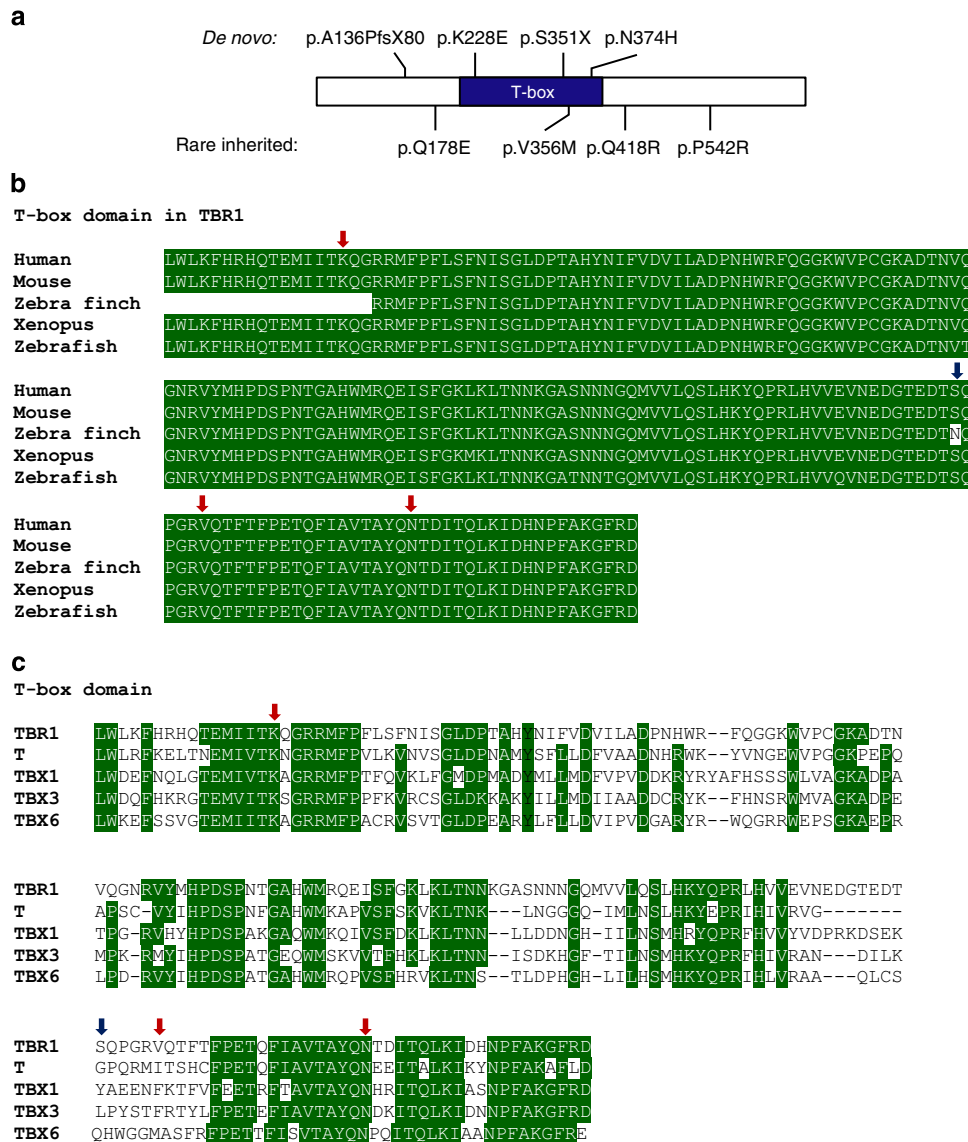 a
De novo: p.A136PfsX80 p.K228E p.S351X p.N374H
T-box
Rare inherited: p.Q178E p.V356M p.Q418R p.P542R
b
T-box domain in TBR1
Human LWLKFHRHQTEMIITKQGRRMFPFLSFNISGLDPTAHYNIFVDVILADPNHWRFQGGKWVPCGKADTNVQ
Mouse LWLKFHRHQTEMIITKQGRRMFPFLSFNISGLDPTAHYNIFVDVILADPNHWRFQGGKWVPCGKADTNVQ
Zebra finch RRMFPFLSFNISGLDPTAHYNIFVDVILADPNHWRFQGGKWVPCGKADTNVQ
Xenopus LWLKFHRHQTEMIITKQGRRMFPFLSFNISGLDPTAHYNIFVDVILADPNHWRFQGGKWVPCGKADTNVQ
Zebrafish LWLKFHRHQTEMIITKQGRRMFPFLSFNISGLDPTAHYNIFVDVILADPNHWRFQGGKWVPCGKADTNVT
Human GNRVYMHPDSPNTGAHWMRQEISFGKLKLTNNKGASNNNGQMVVLQSLHKYQPRLHVVEVNEDGTEDTSQ
Mouse GNRVYMHPDSPNTGAHWMRQEISFGKLKLTNNKGASNNNGQMVVLQSLHKYQPRLHVVEVNEDGTEDTSQ
Zebra finch GNRVYMHPDSPNTGAHWMRQEISFGKLKLTNNKGASNNNGQMVVLQSLHKYQPRLHVVEVNEDGTEDTNQ
Xenopus GNRVYMHPDSPNTGAHWMRQEISFGKMKLTNNKGASNNNGQMVVLQSLHKYQPRLHVVEVNEDGTEDTSQ
Zebrafish GNRVYMHPDSPNTGAHWMRQEISFGKLKLTNNKGATNNTGQMVVLQSLHKYQPRLHVVQVNEDGTEDTSQ
Human PGRVQTFTFPETQFIAVTAYQNTDITQLKIDHNPFAKGFRD
Mouse PGRVQTFTFPETQFIAVTAYQNTDITQLKIDHNPFAKGFRD
Zebra finch PGRVQTFTFPETQFIAVTAYQNTDITQLKIDHNPFAKGFRD
Xenopus PGRVQTFTFPETQFIAVTAYQNTDITQLKIDHNPFAKGFRD
Zebrafish PGRVQTFTFPETQFIAVTAYQNTDITQLKIDHNPFAKGFRD
c
T-box domain
TBR1 LWLKFHRHQTEMIITKQGRRMFPFLSFNISGLDPTAHYNIFVDVILADPNHWR--FQGGKWVPCGKADTN
T LWLRFKELTNEMIVTKNGRRMFPVLKVNVSGLDPNAMYSFLLDFVAADNHRWK--YVNGEWVPGGKPEPQ
TBX1 LWDEFNQLGTEMIVTKAGRRMFPTFQVKLFGMDPMADYMLLMDFVPVDDKRYRYAFHSSSWLVAGKADPA
TBX3 LWDQFHKRGTEMVITKSGRRMFPPFKVRCSGLDKKAKYILLMDIIAADDCRYK--FHNSRWMVAGKADPE
TBX6 LWKEFSSVGTEMIITKAGRRMFPACRVSVTGLDPEARYLFLLDVIPVDGARYR--WQGRRWEPSGKAEPR
TBR1 VQGNRVYMHPDSPNTGAHWMRQEISFGKLKLTNNKGASNNNGQMVVLQSLHKYQPRLHVVEVNEDGTEDT
T APSC-VYIHPDSPNFGAHWMKAPVSFSKVKLTNK---LNGGGQ-IMLNSLHKYEPRIHIVRVG-------
TBX1 TPG-RVHYHPDSPAKGAQWMKQIVSFDKLKLTNN---LLDDNGH-IILNSMHRYQPRFHVVYVDPRKDSEK
TBX3 MPK-RMYIHPDSPATGEQWMSKVVTFHKLKLTNN---ISDKHGF-TILNSMHKYQPRFHIVRAN---DILK
TBX6 LPD-RVYIHPDSPATGAHWMRQPVSFHRVKLTNS---TLDPHGH-LILHSMHKYQPRIHLVRAA---QLCS
TBR1 SQPGRVQTFTFPETQFIAVTAYQNTDITQLKIDHNPFAKGFRD
T GPQRMITSHCFPETQFIAVTAYQNEEITALKIKYNPFAKAFLD
TBX1 YAEENFKTFVFEETRFTAVTAYQNHRITQLKIASNPFAKGFRD
TBX3 LPYSTFRTYLFPETEFIAVTAYQNDKITQLKIDNNPFAKGFRD
TBX6 QHWGGMASFRFPETTFISVTAYQNPQITQLKIAANPFAKGFRE